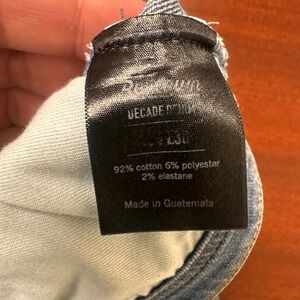 DECADE DENIM
92% cotton 6% polyester
2% elastane
Made in Guatemala